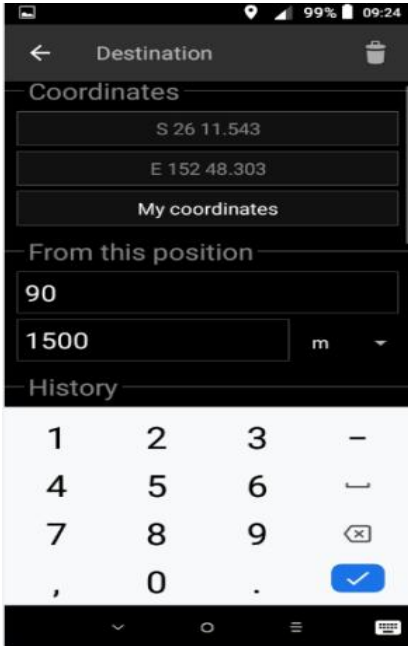 99% 09:24
Destination
Coordinates
S 26 11.543
E 152 48.303
My coordinates
From this position
90
1500 m
History
1 2 3 –
4 5 6
7 8 9
, 0 .